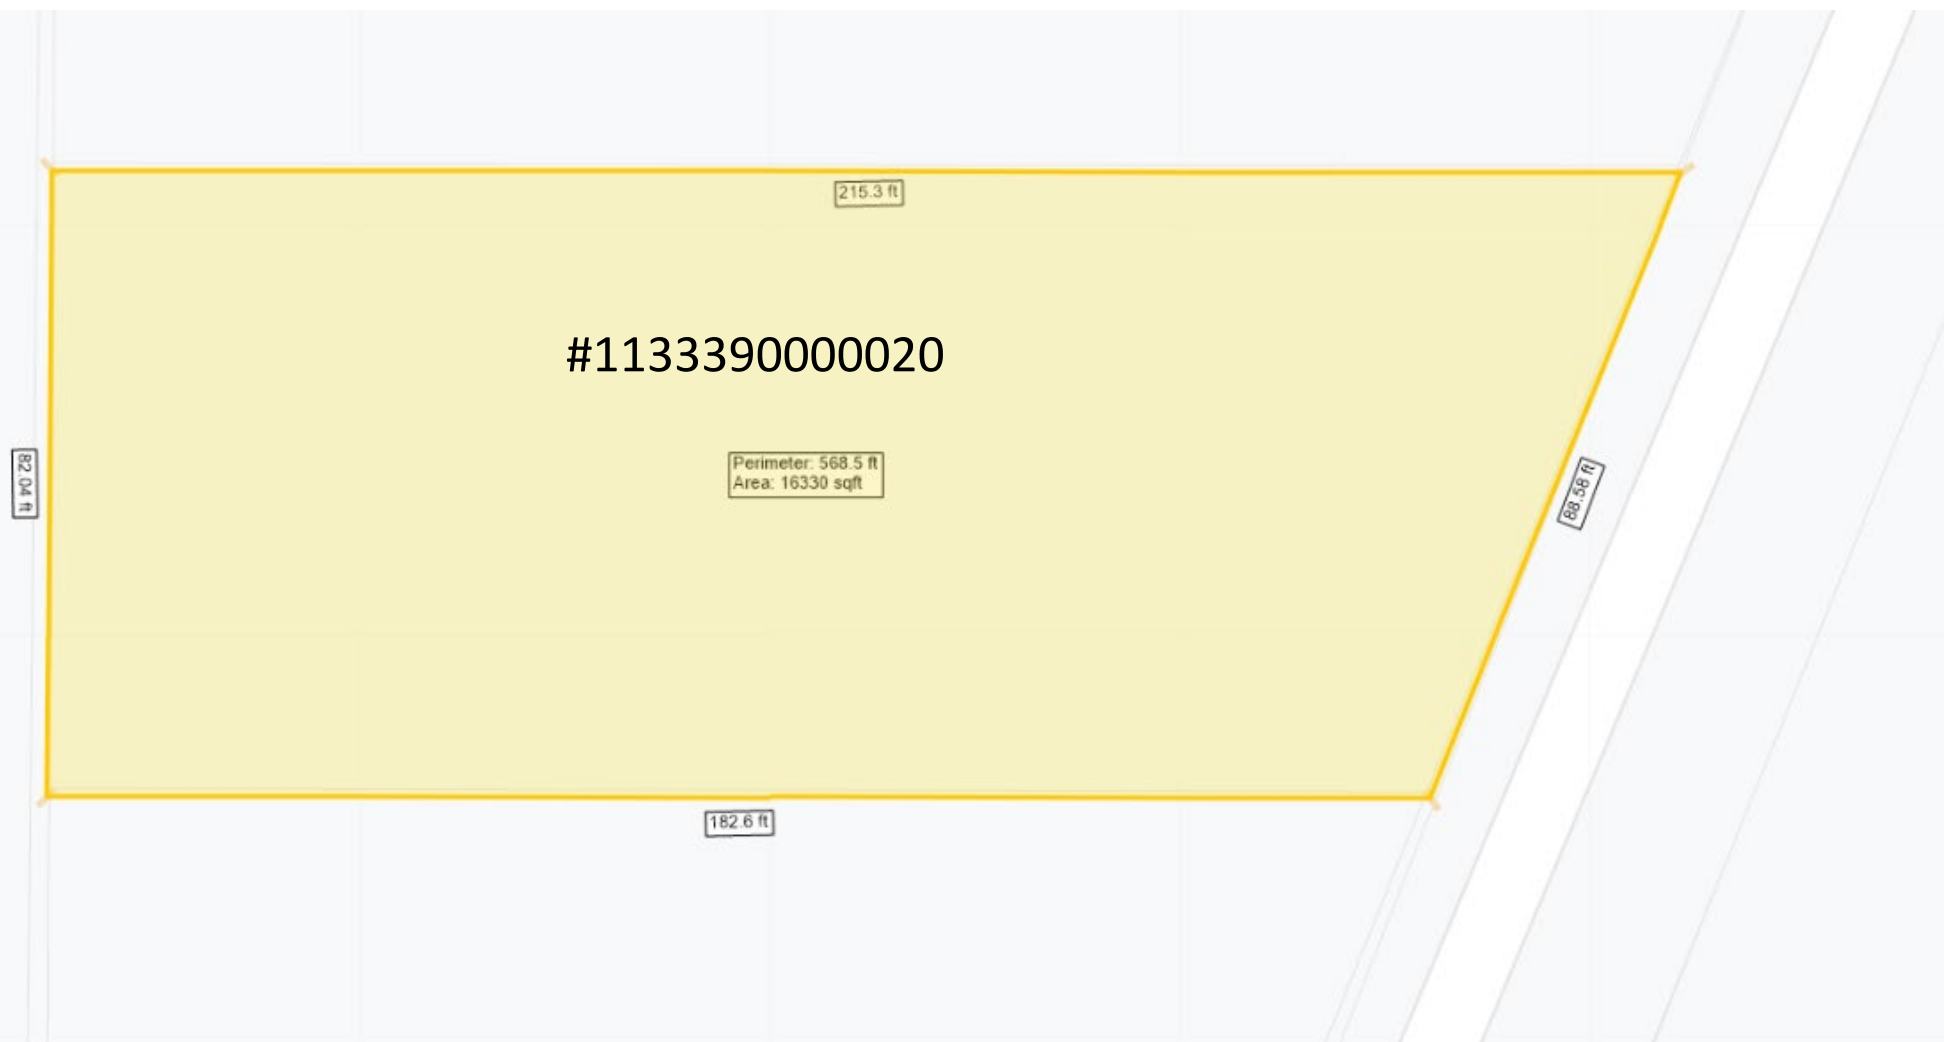 215.3 ft
#1133390000020
82.04 ft
Perimeter: 568.5 ft
Area: 16330 sqft
88.58 ft
182.6 ft